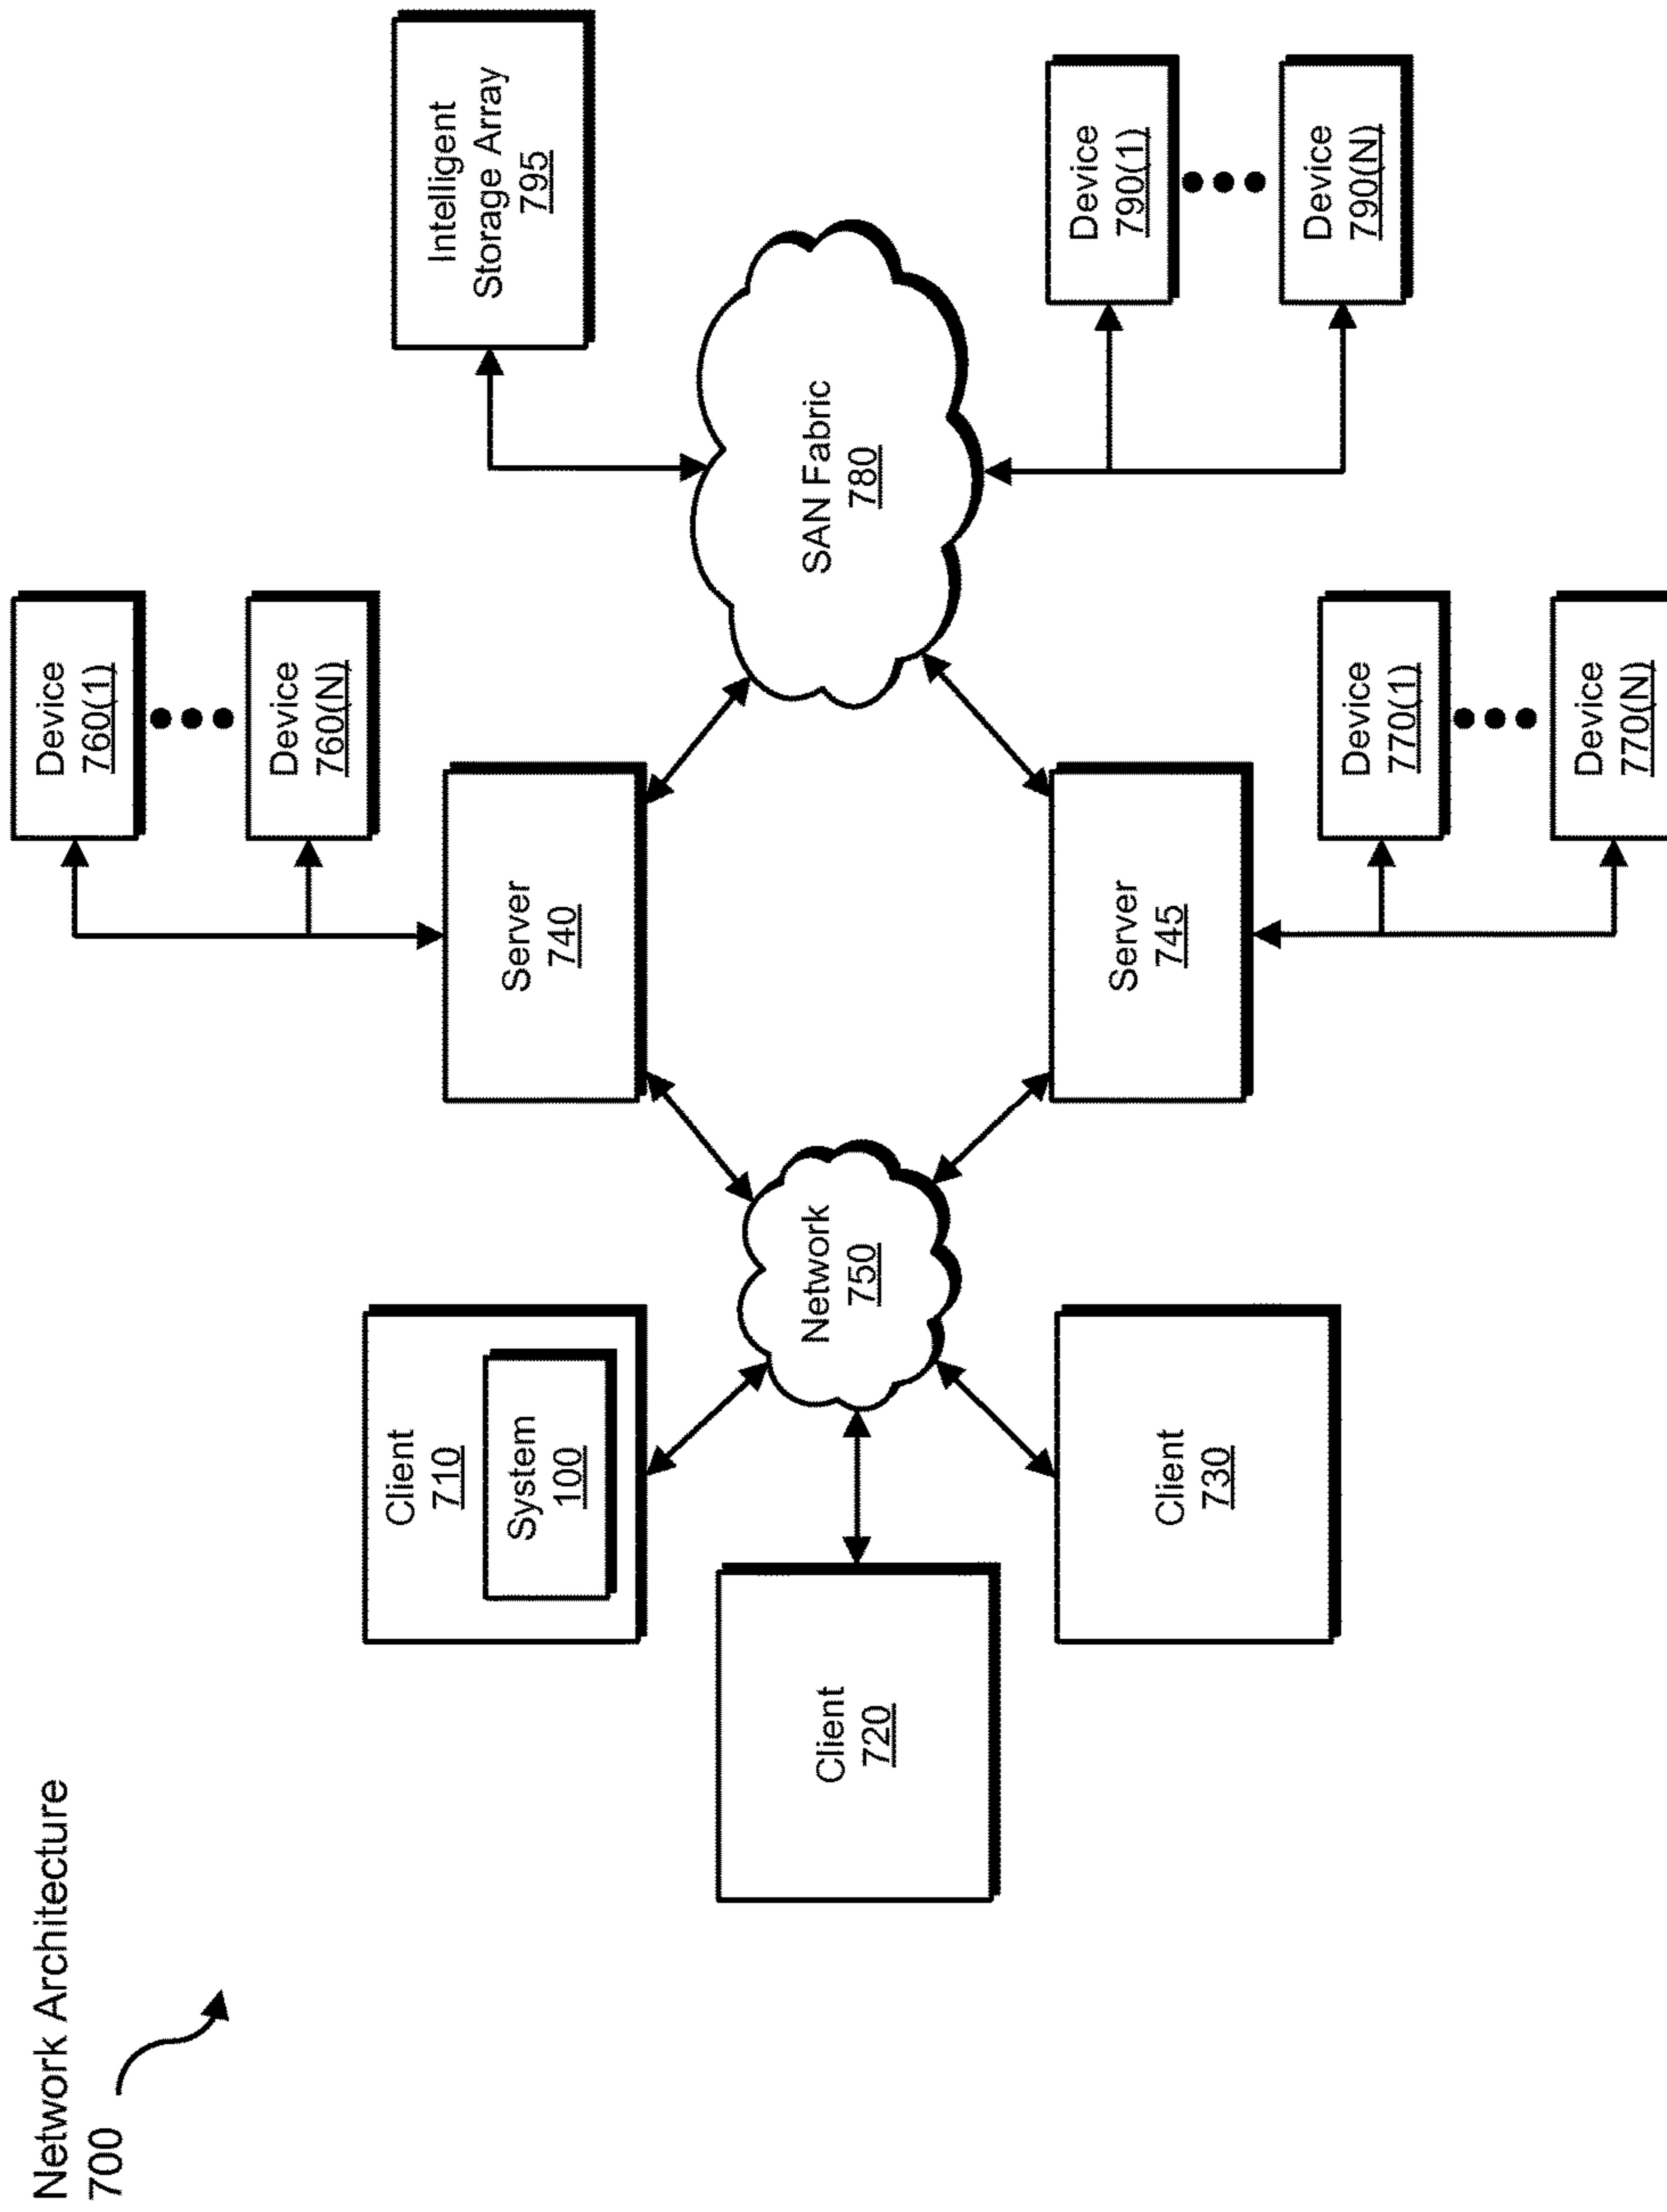 Network Architecture
700
Client
710
System
100
Client
720
Client
730
Network
750
Server
740
Server
745
Device
760(1)
Device
760(N)
Device
770(1)
Device
770(N)
SAN Fabric
780
Intelligent
Storage Array
795
Device
790(1)
Device
790(N)